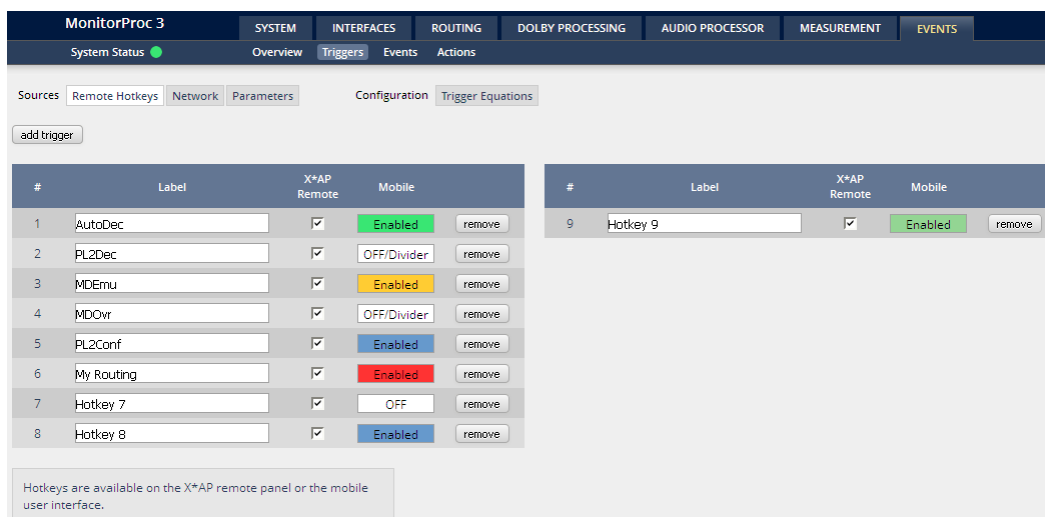 MonitorProc 3
SYSTEM INTERFACES ROUTING DOLBY PROCESSING AUDIO PROCESSOR MEASUREMENT EVENTS
System Status Overview Triggers Events Actions
Sources Remote Hotkeys Network Parameters Configuration Trigger Equations
add trigger
# Label X*AP Remote Mobile
1 AutoDec Enabled remove
2 PL2Dec OFF/Divider remove
3 MDEmu Enabled remove
4 MDOvr OFF/Divider remove
5 PL2Conf Enabled remove
6 My Routing Enabled remove
7 Hotkey 7 OFF remove
8 Hotkey 8 Enabled remove
# Label X*AP Remote Mobile
9 Hotkey 9 Enabled remove
Hotkeys are available on the X*AP remote panel or the mobile
user interface.